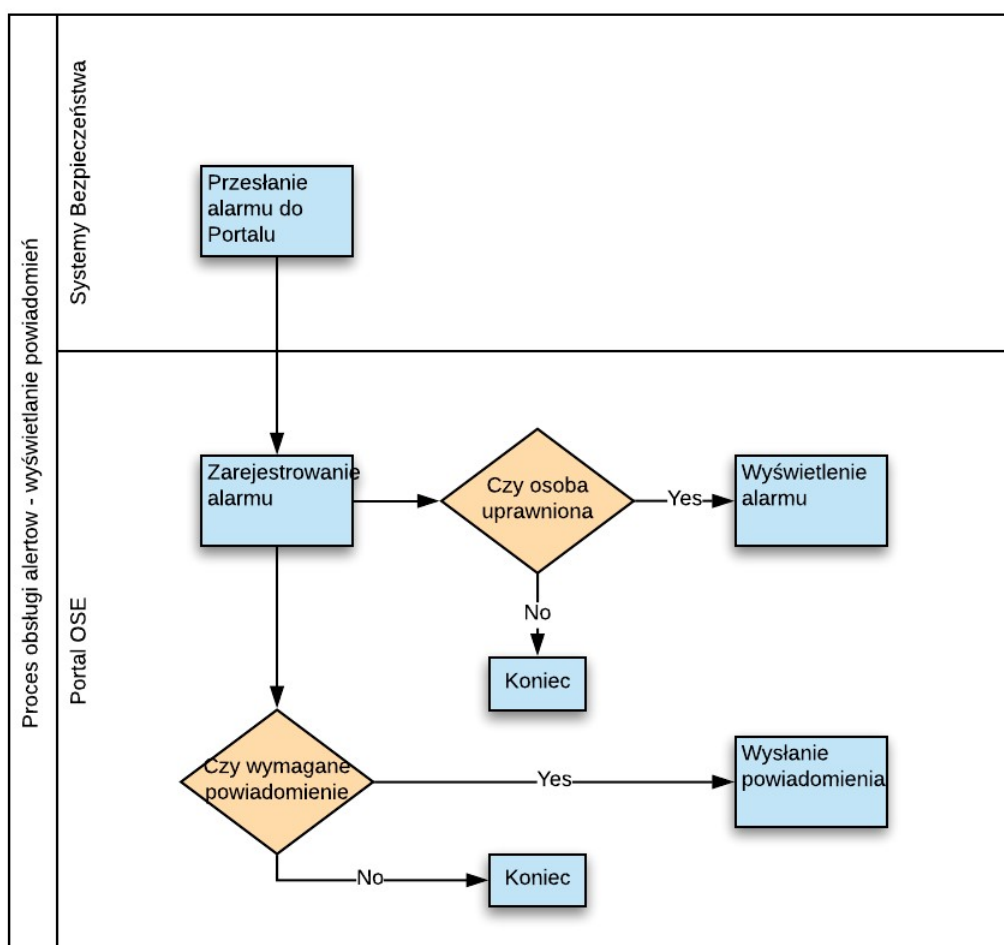 Proces obsługi alertow - wyświetlanie powiadomień
Systemy Bezpieczeństwa
Przesłanie
alarmu do
Portalu
Portal OSE
Zarejestrowanie
alarmu
Czy osoba
uprawniona
Yes
Wyświetlenie
alarmu
No
Koniec
Czy wymagane
powiadomienie
Yes
Wysłanie
powiadomienia
No
Koniec